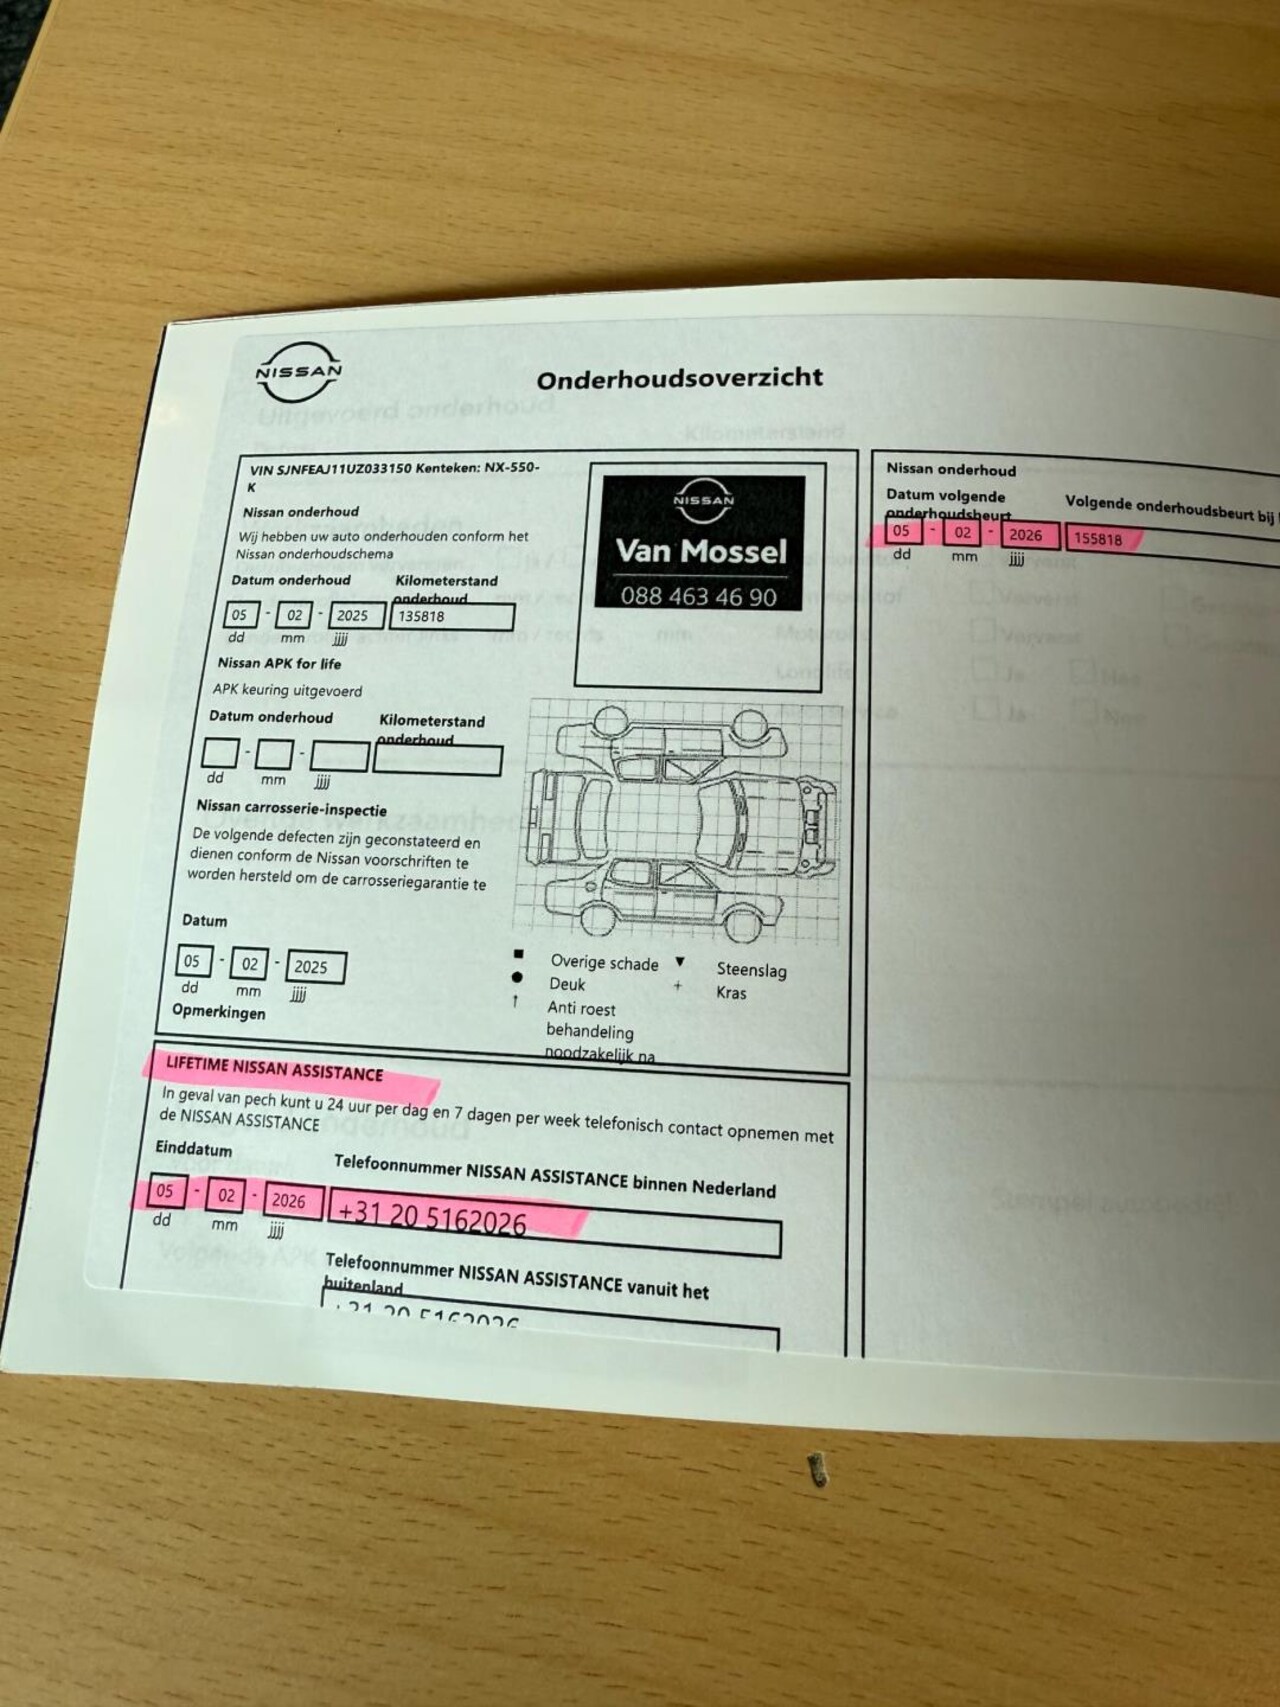 NISSAN
Onderhoudsoverzicht
VIN SJNFEAJ11UZ033150 Kenteken: NX-550-
K
Nissan onderhoud
Wij hebben uw auto onderhouden conform het
Nissan onderhoudschema
Datum onderhoud
Kilometerstand
onderhoud
05 - 02 - 2025
135818
dd mm jjjj
Nissan APK for life
APK keuring uitgevoerd
Datum onderhoud
Kilometerstand
onderhoud
- -
dd mm jjjj
Nissan carrosserie-inspectie
De volgende defecten zijn geconstateerd en
dienen conform de Nissan voorschriften te
worden hersteld om de carrosseriegarantie te
Datum
05 - 02 - 2025
dd mm jjjj
Opmerkingen
NISSAN
Van Mossel
088 463 46 90
■ Overige schade ▼ Steenslag
● Deuk + Kras
↑ Anti roest
behandeling
noodzakelijk na
LIFETIME NISSAN ASSISTANCE
In geval van pech kunt u 24 uur per dag en 7 dagen per week telefonisch contact opnemen met
de NISSAN ASSISTANCE
Einddatum
Telefoonnummer NISSAN ASSISTANCE binnen Nederland
05 - 02 - 2026
+31 20 5162026
dd mm jjjj
Telefoonnummer NISSAN ASSISTANCE vanuit het
buitenland
+31 20 5162026
Nissan onderhoud
Datum volgende
onderhoudsbeurt
Volgende onderhoudsbeurt bij
05 - 02 - 2026
155818
dd mm jjjj